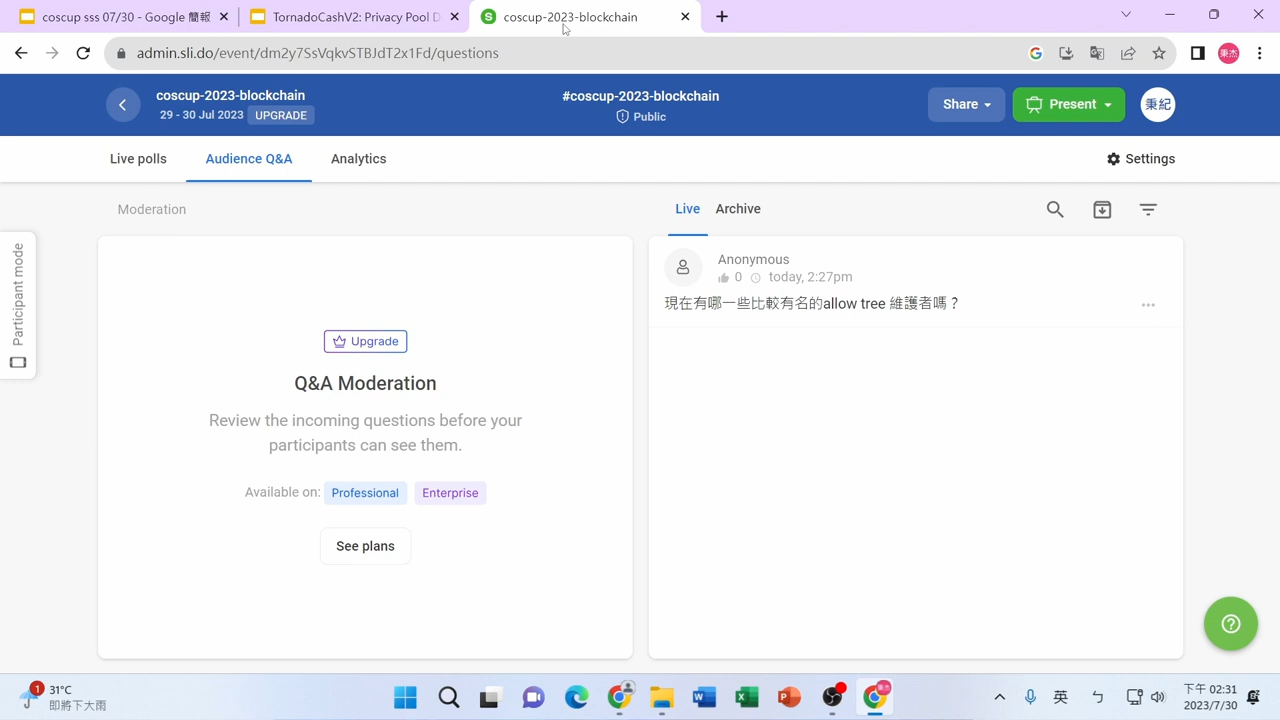 coscup sss 07/30 - Google 簡報
TornadoCashV2: Privacy Pool D
coscup-2023-blockchain
admin.sli.do/event/dm2y7SsVqkvSTBJdT2x1Fd/questions
秉杰
coscup-2023-blockchain
29 - 30 Jul 2023 UPGRADE
#coscup-2023-blockchain
Public
Share
Present
秉紀
Live polls
Audience Q&A
Analytics
Settings
Participant mode
Moderation
Upgrade
Q&A Moderation
Review the incoming questions before your
participants can see them.
Available on: Professional Enterprise
See plans
Live
Archive
Anonymous
0 today, 2:27pm
現在有哪一些比較有名的allow tree 維護者嗎？
1
31°C
即將下大雨
英
ㄅ
下午 02:31
2023/7/30